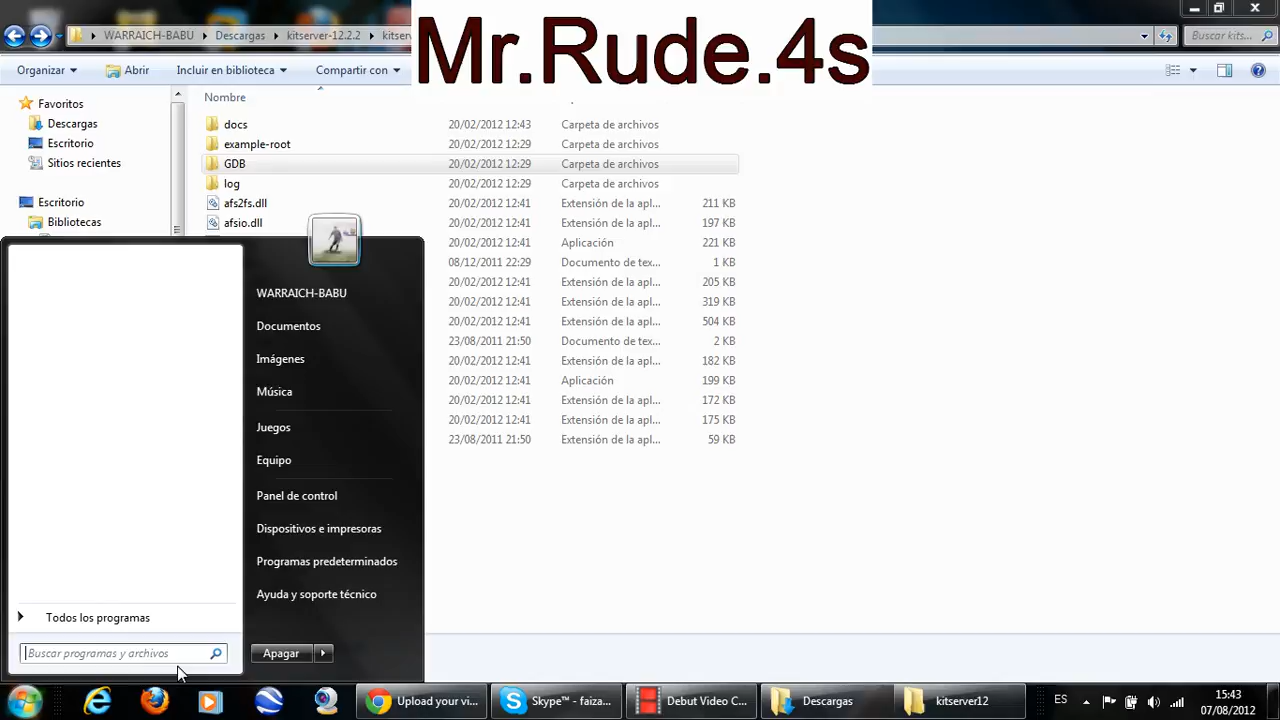 Mr.Rude.4s
WARRAICH-BABU
Descargas
kitserver-12.2.2
Buscar kits...
Organizar
Abrir
Incluir en biblioteca
Compartir con
Nombre
Favoritos
Descargas
Escritorio
Sitios recientes
Escritorio
Bibliotecas
docs 20/02/2012 12:43 Carpeta de archivos
example-root 20/02/2012 12:29 Carpeta de archivos
GDB 20/02/2012 12:29 Carpeta de archivos
log 20/02/2012 12:29 Carpeta de archivos
afs2fs.dll 20/02/2012 12:41 Extensión de la apl... 211 KB
afsio.dll 20/02/2012 12:41 Extensión de la apl... 197 KB
20/02/2012 12:41 Aplicación 221 KB
08/12/2011 22:29 Documento de tex... 1 KB
20/02/2012 12:41 Extensión de la apl... 205 KB
20/02/2012 12:41 Extensión de la apl... 319 KB
20/02/2012 12:41 Extensión de la apl... 504 KB
23/08/2011 21:50 Documento de tex... 2 KB
20/02/2012 12:41 Extensión de la apl... 182 KB
20/02/2012 12:41 Aplicación 199 KB
20/02/2012 12:41 Extensión de la apl... 172 KB
20/02/2012 12:41 Extensión de la apl... 175 KB
23/08/2011 21:50 Extensión de la apl... 59 KB
WARRAICH-BABU
Documentos
Imágenes
Música
Juegos
Equipo
Panel de control
Dispositivos e impresoras
Programas predeterminados
Ayuda y soporte técnico
Todos los programas
Buscar programas y archivos
Apagar
Upload your vi...
Skype™ - faiza...
Debut Video C...
Descargas
kitserver12
ES
15:43
07/08/2012